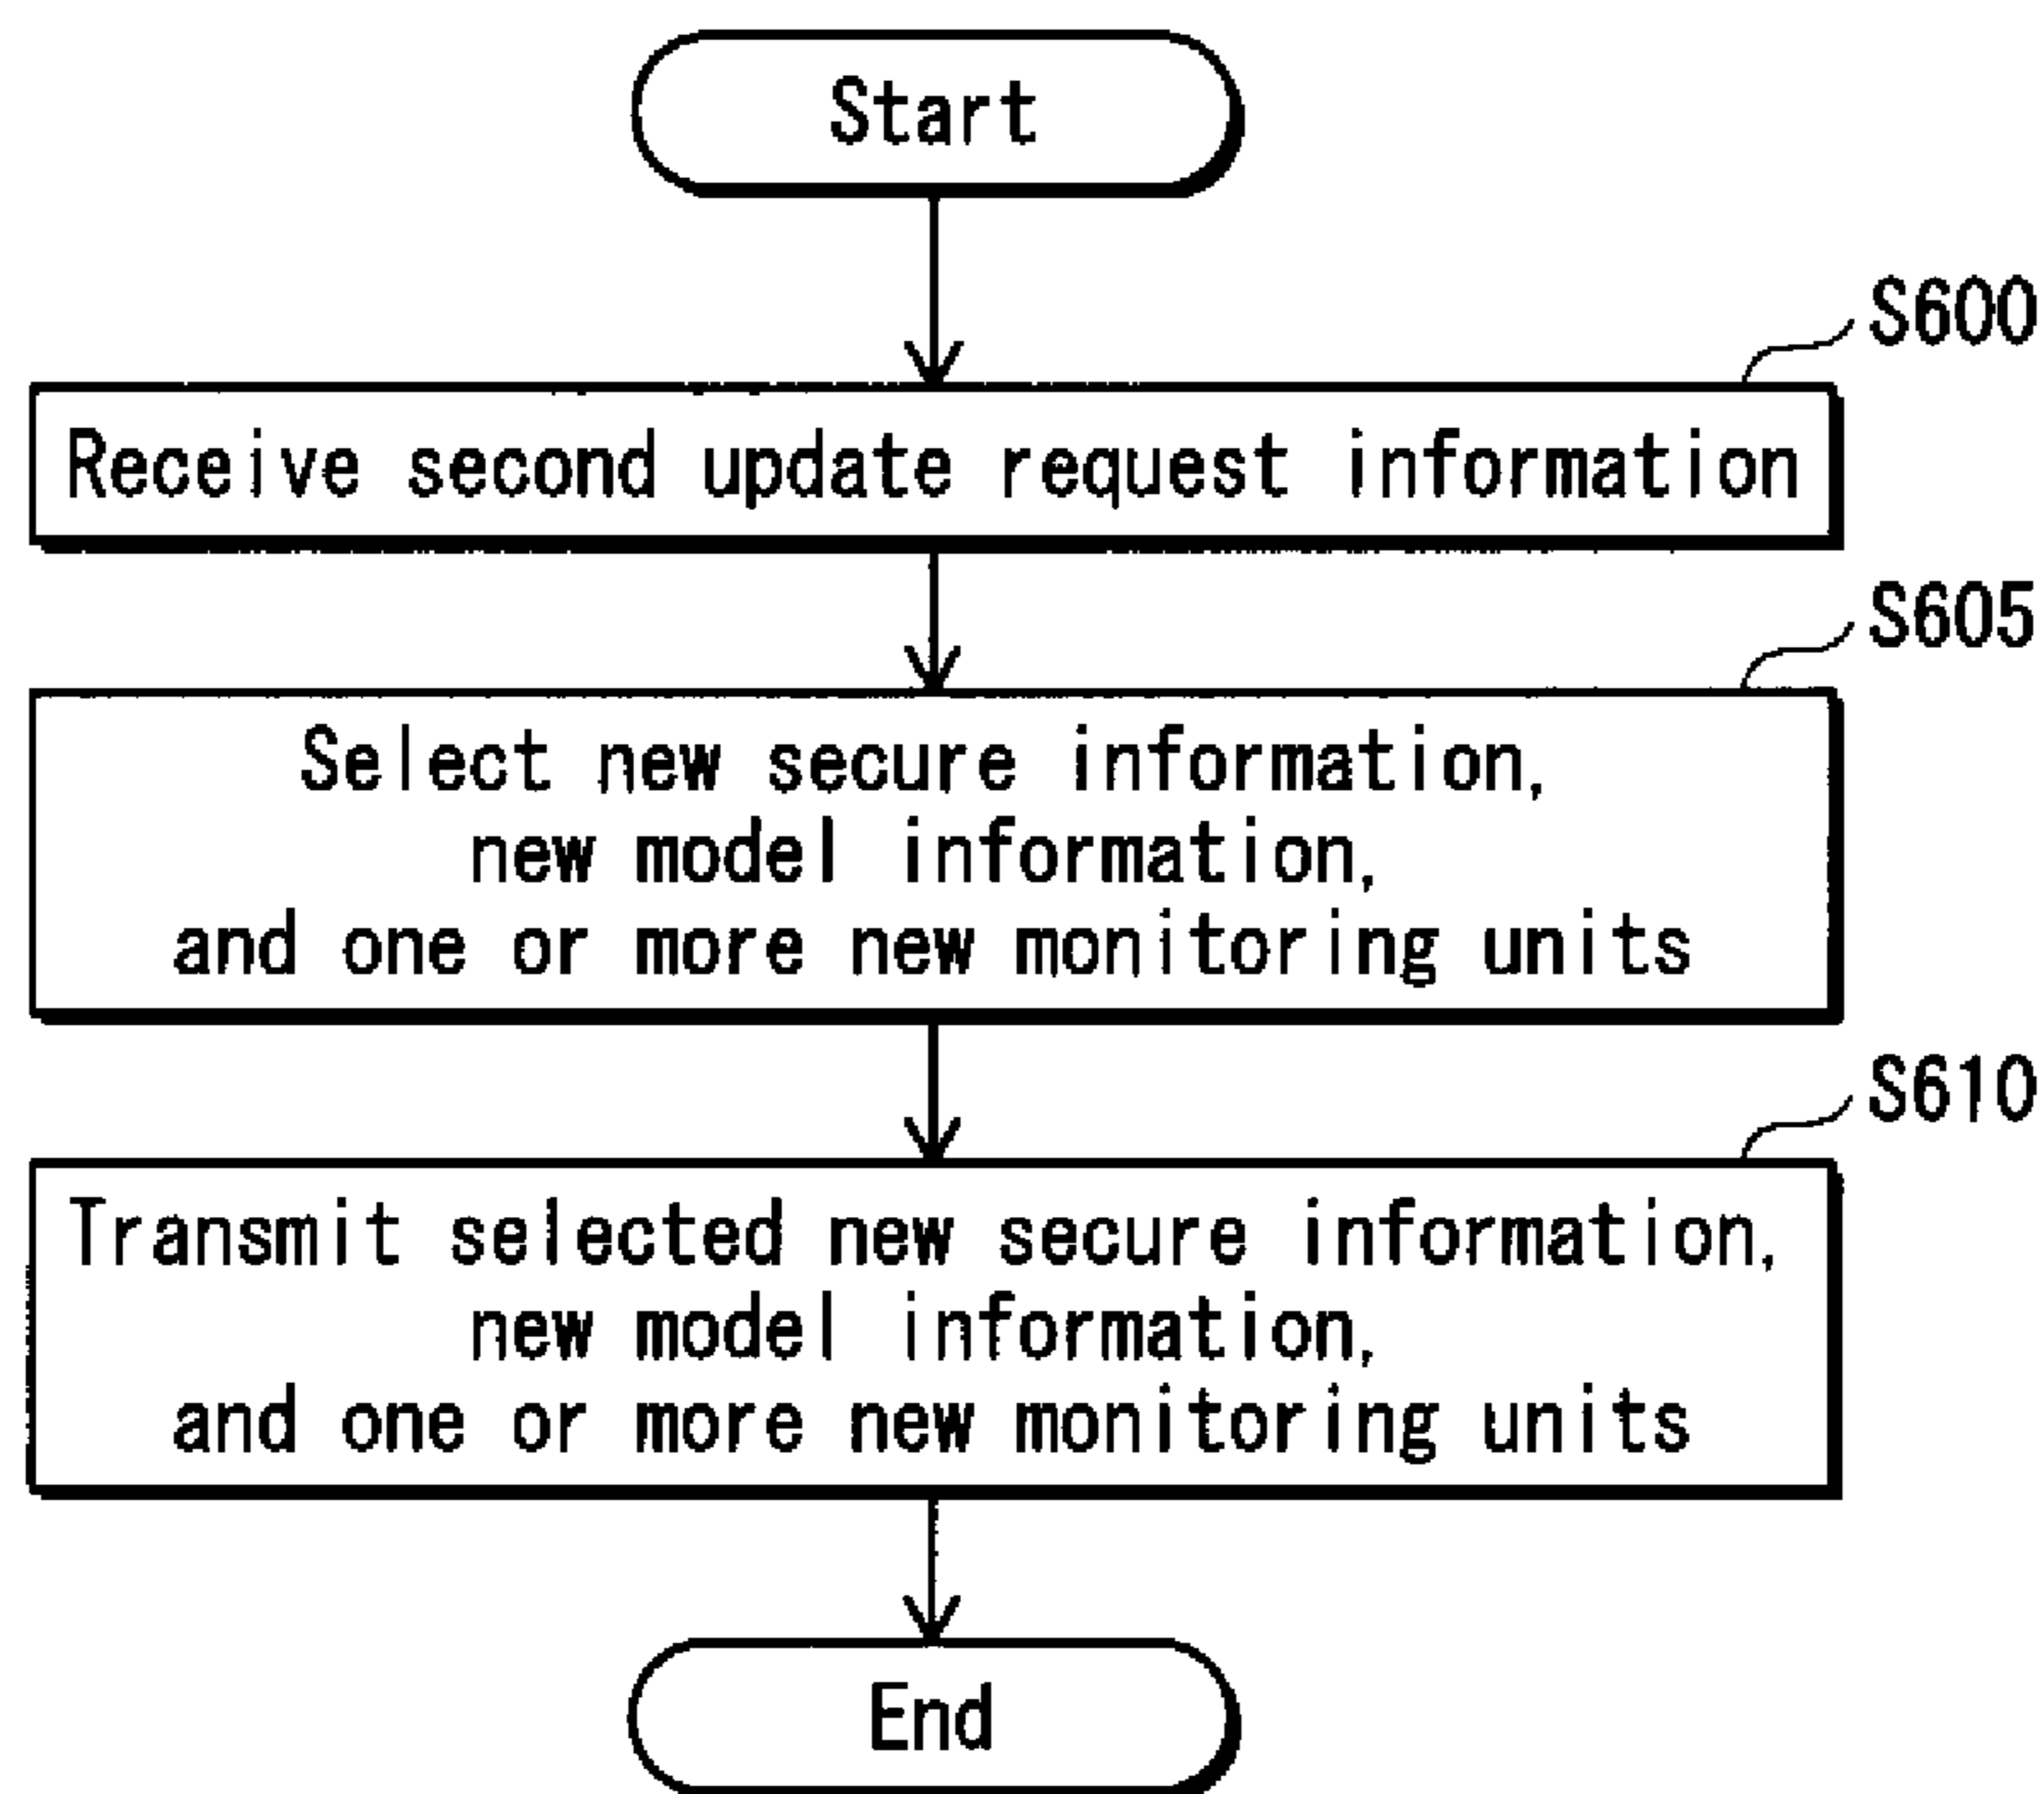 Start
S600
Receive second update request information
S605
Select new secure information,
new model information,
and one or more new monitoring units
S610
Transmit selected new secure information,
new model information,
and one or more new monitoring units
End